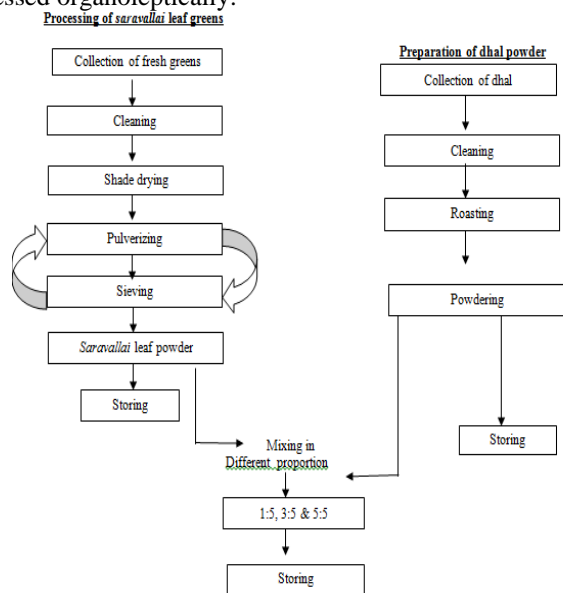 essed organoleptically.
Processing of saravallai leaf greens
Collection of fresh greens
Cleaning
Shade drying
Pulverizing
Sieving
Saravallai leaf powder
Storing
Preparation of dhal powder
Collection of dhal
Cleaning
Roasting
Powdering
Storing
Mixing in
Different proportion
1:5, 3:5 & 5:5
Storing